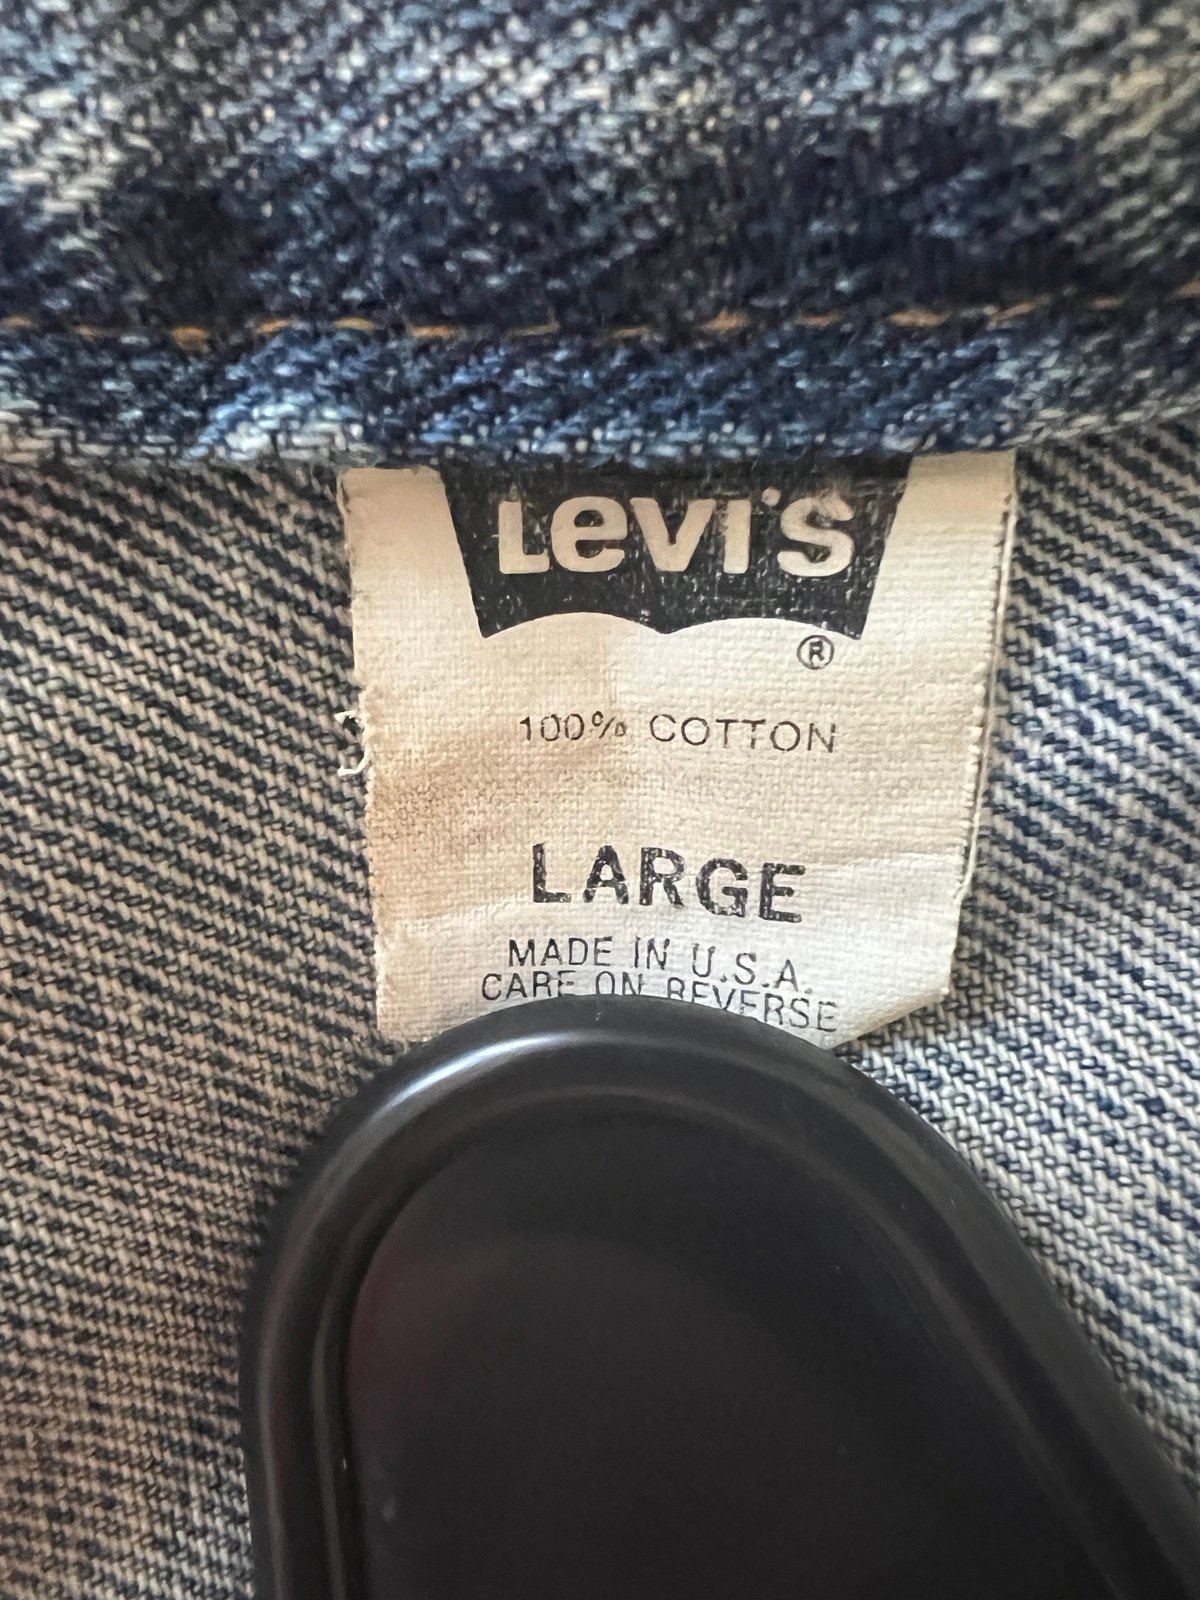 Levi's
®
100% COTTON
LARGE
MADE IN U.S.A.
CARE ON REVERSE